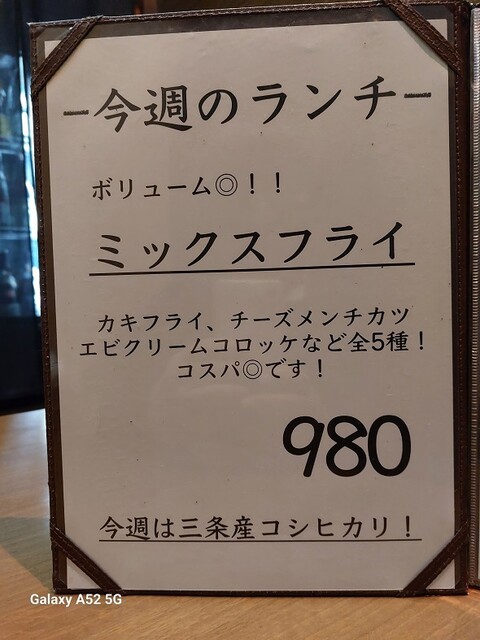 ー今週のランチー
ボリューム◎！！
ミックスフライ
カキフライ、チーズメンチカツ
エビクリームコロッケなど全5種！
コスパ◎です！
980
今週は三条産コシヒカリ！
Galaxy A52 5G